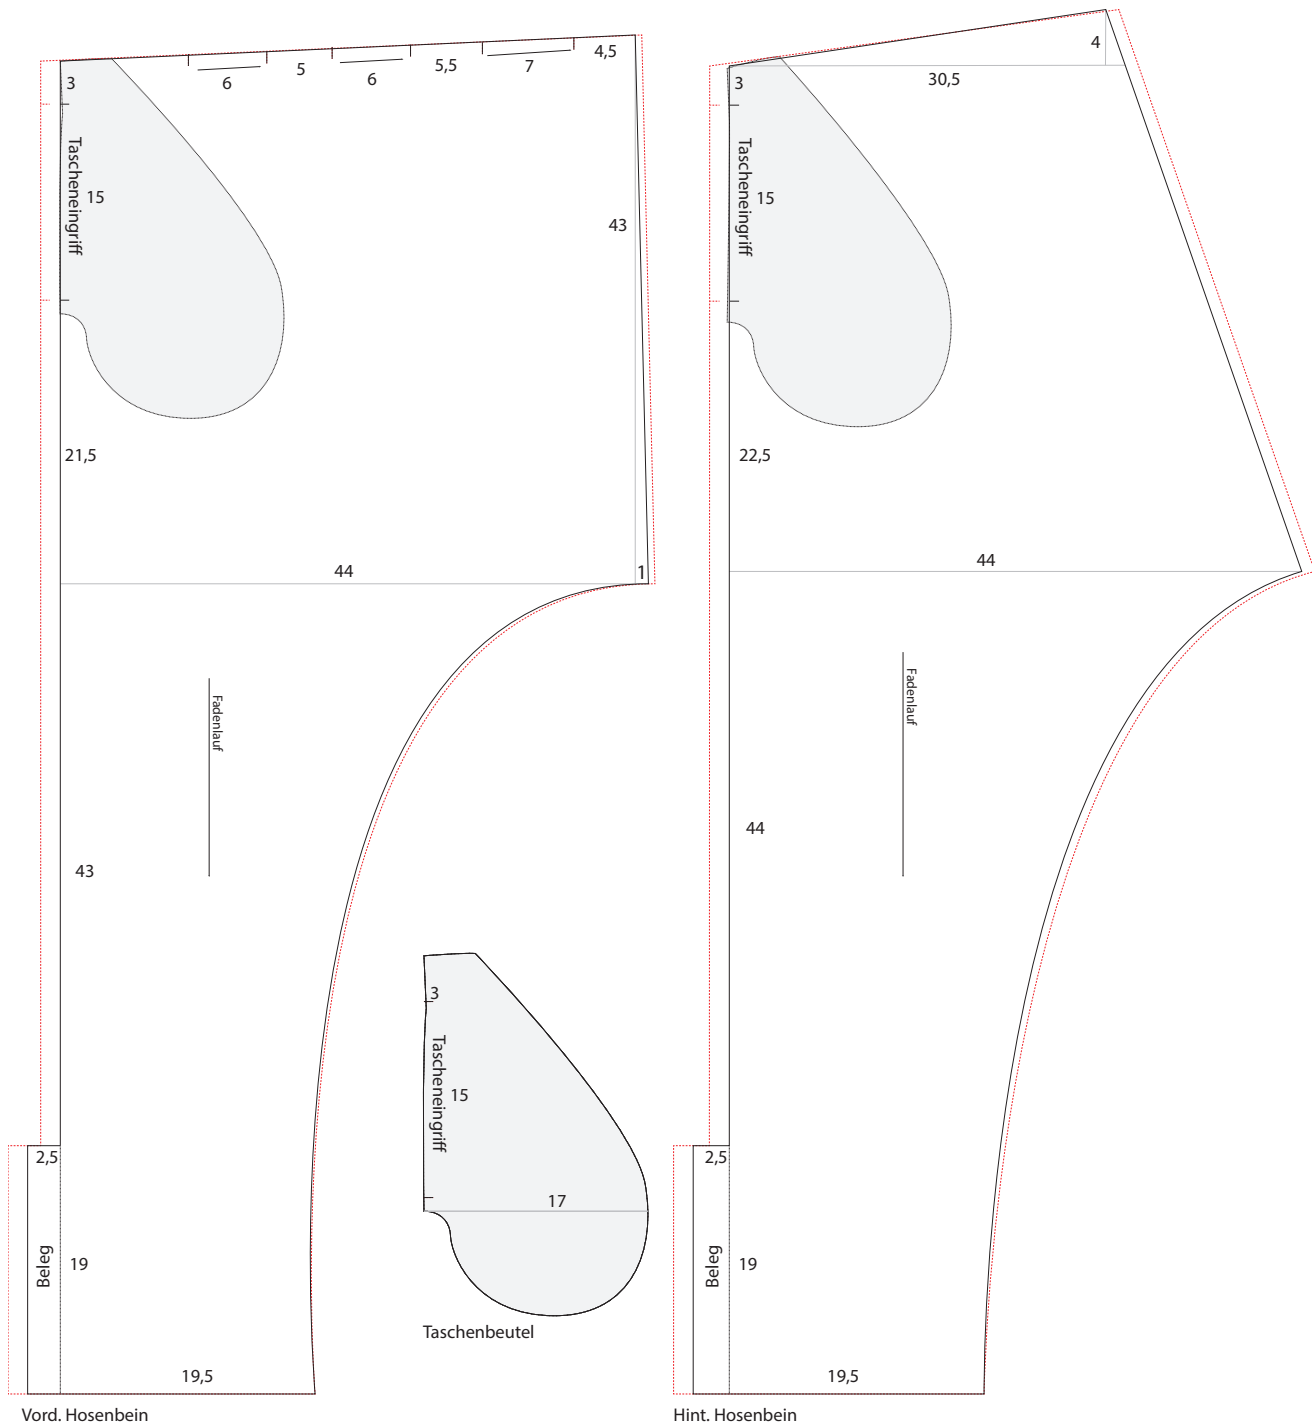 3
Tascheneingriff
15
6
5
6
5,5
7
4,5
43
21,5
44
1
Fadenlauf
43
2,5
Beleg
19
19,5
Vord. Hosenbein
3
Tascheneingriff
15
17
Taschenbeutel
4
30,5
3
Tascheneingriff
15
22,5
44
Fadenlauf
44
2,5
Beleg
19
19,5
Hint. Hosenbein